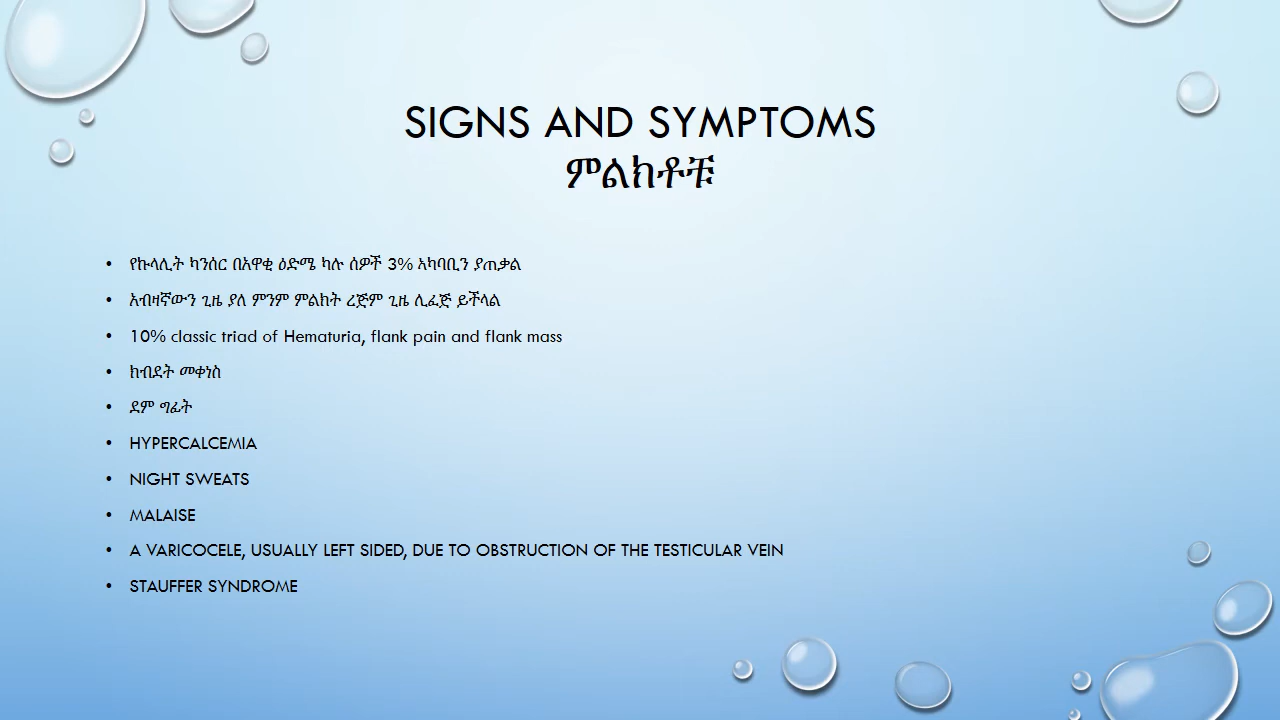 SIGNS AND SYMPTOMS
ምልክቶቹ
• የኩላሊት ካንሰር በአዋቂ ዕድሜ ካሉ ሰዎች 3% አካባቢን ያጠቃል
• አብዛኛውን ጊዜ ያለ ምንም ምልክት ረጅም ጊዜ ሊፈጅ ይችላል
• 10% classic triad of Hematuria, flank pain and flank mass
• ክብደት መቀነስ
• ደም ግፊት
• HYPERCALCEMIA
• NIGHT SWEATS
• MALAISE
• A VARICOCELE, USUALLY LEFT SIDED, DUE TO OBSTRUCTION OF THE TESTICULAR VEIN
• STAUFFER SYNDROME